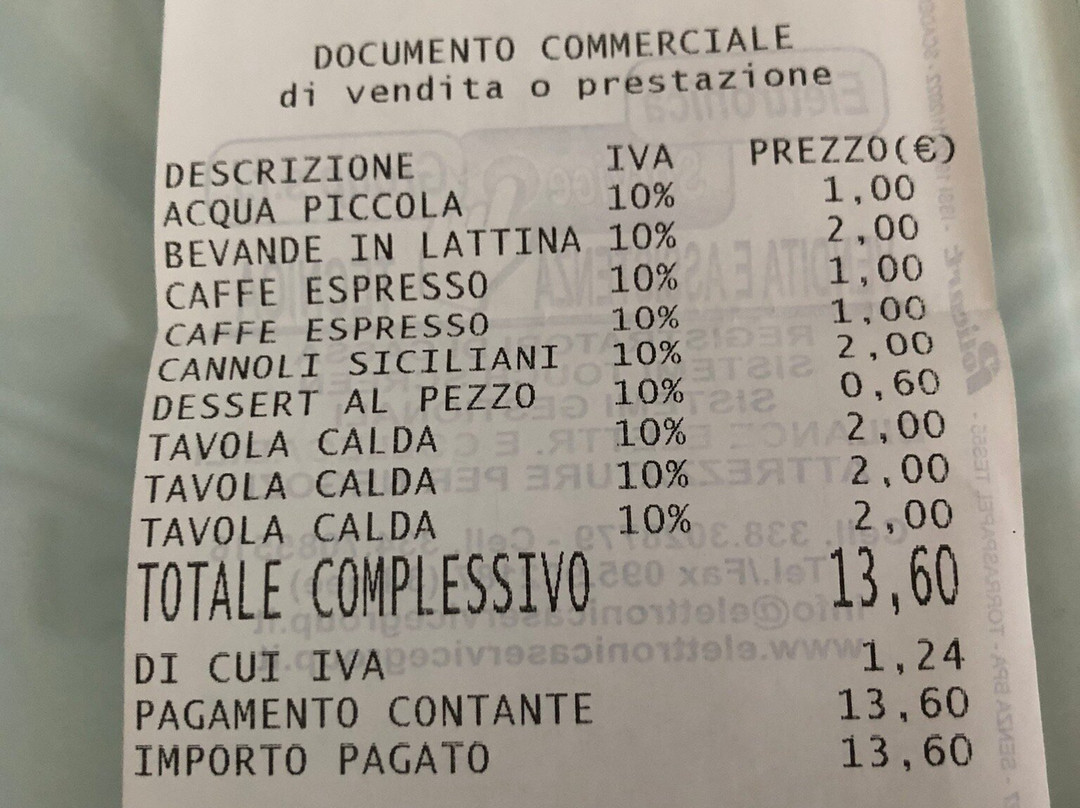 DOCUMENTO COMMERCIALE
di vendita o prestazione
DESCRIZIONE IVA PREZZO(€)
ACQUA PICCOLA 10% 1,00
BEVANDE IN LATTINA 10% 2,00
CAFFE ESPRESSO 10% 1,00
CAFFE ESPRESSO 10% 1,00
CANNOLI SICILIANI 10% 2,00
DESSERT AL PEZZO 10% 0,60
TAVOLA CALDA 10% 2,00
TAVOLA CALDA 10% 2,00
TAVOLA CALDA 10% 2,00
TOTALE COMPLESSIVO 13,60
DI CUI IVA 1,24
PAGAMENTO CONTANTE 13,60
IMPORTO PAGATO 13,60